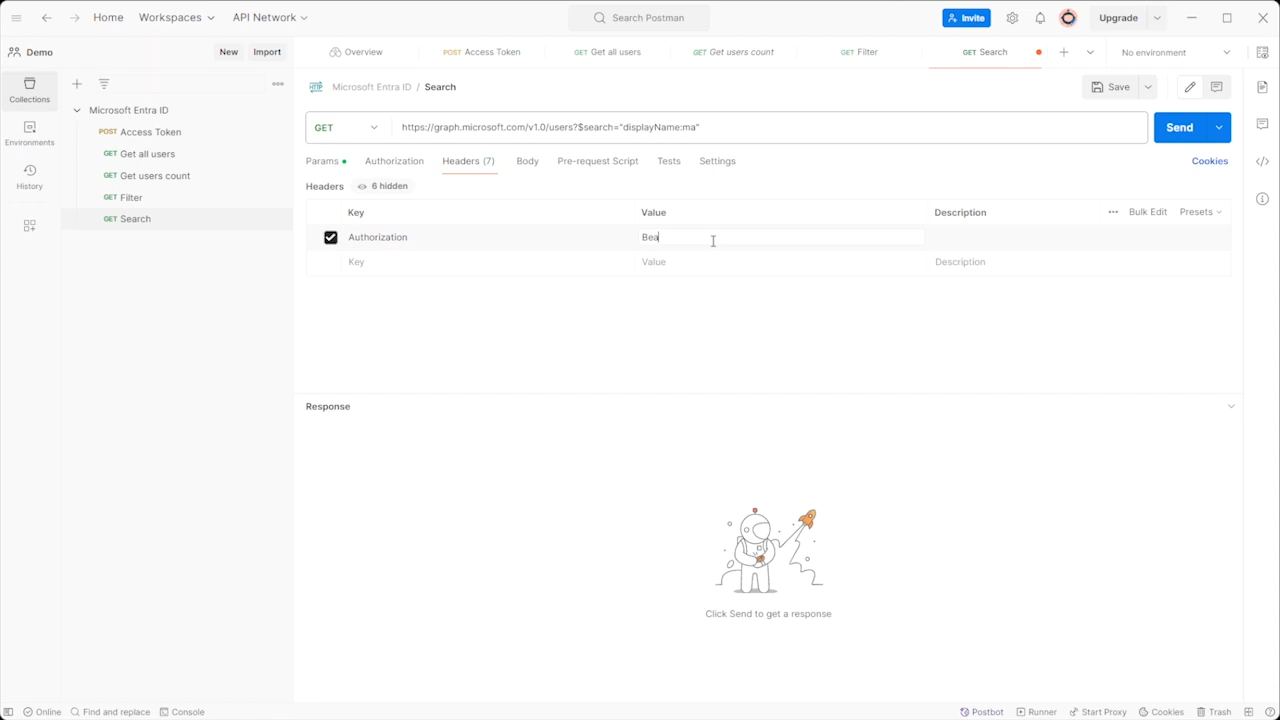 Home Workspaces API Network Search Postman Invite Upgrade
Demo New Import Overview POST Access Token GET Get all users GET Get users count GET Filter GET Search No environment
Collections
Environments
History
Microsoft Entra ID
POST Access Token
GET Get all users
GET Get users count
GET Filter
GET Search
HTTP Microsoft Entra ID / Search Save
GET https://graph.microsoft.com/v1.0/users?$search="displayName:ma" Send
Params Authorization Headers (7) Body Pre-request Script Tests Settings Cookies
Headers 6 hidden
Key Value Description Bulk Edit Presets
Authorization Bea
Key Value Description
Response
Click Send to get a response
Online Find and replace Console Postbot Runner Start Proxy Cookies Trash